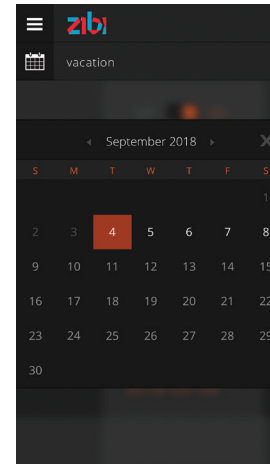 zibi
vacation
September 2018
S M T W T F S
1
2 3 4 5 6 7 8
9 10 11 12 13 14 15
16 17 18 19 20 21 22
23 24 25 26 27 28 29
30